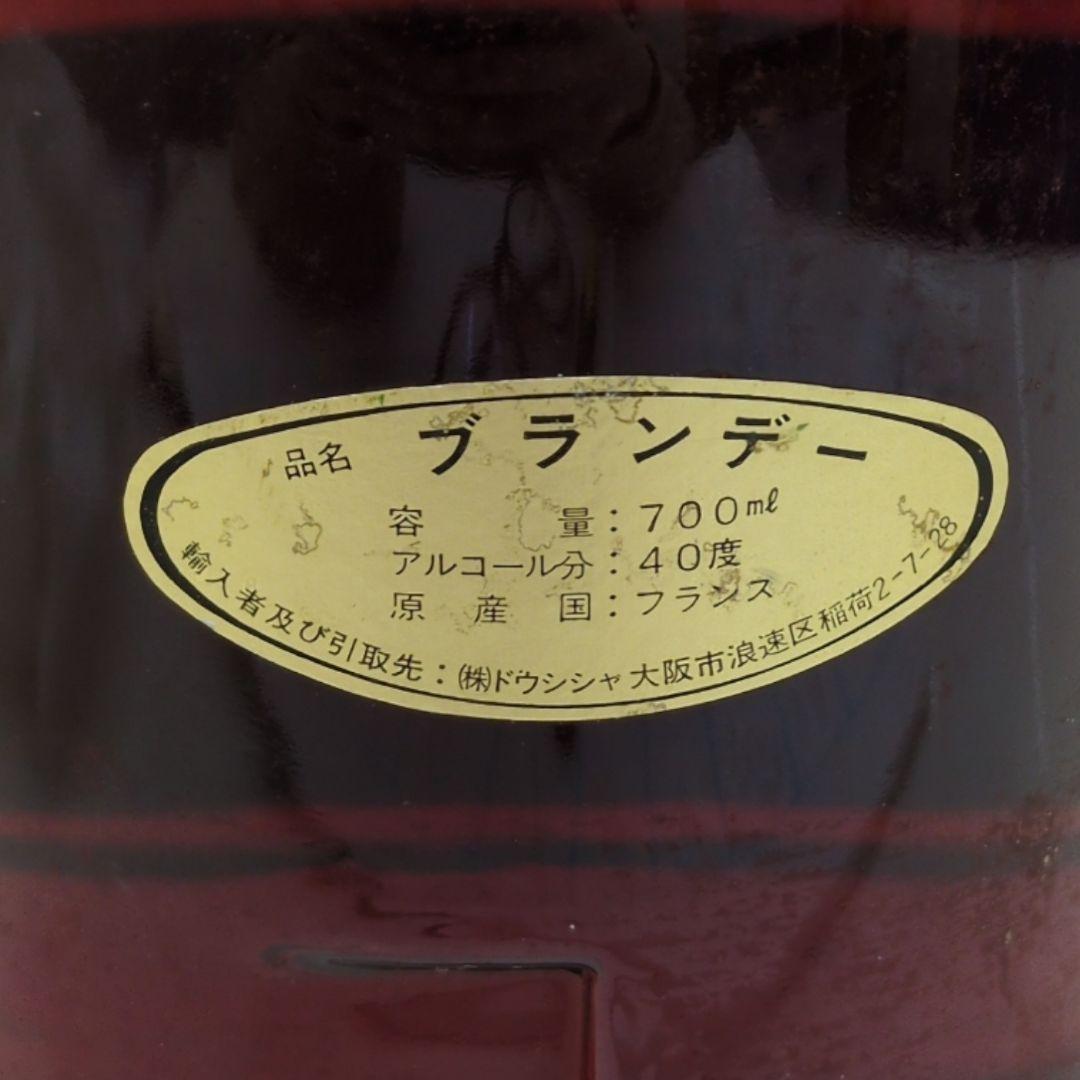 品名 ブランデー
容量：700ml
アルコール分：40度
原産国：フランス
輸入者及び引取先：㈱ドウシシャ 大阪市浪速区稲荷2-7-28